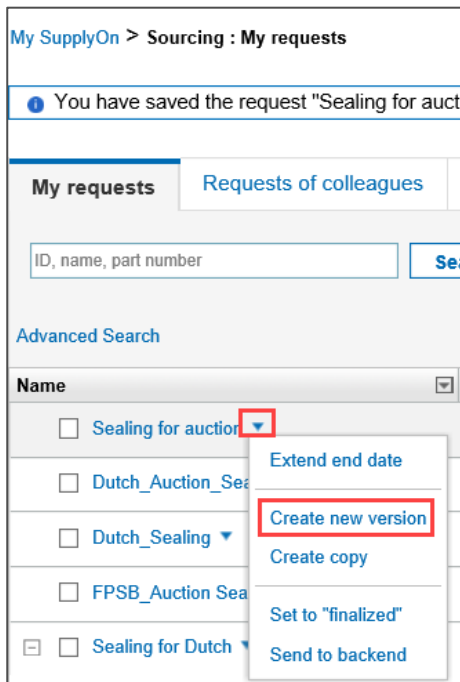 My SupplyOn > Sourcing : My requests
You have saved the request "Sealing for auct
My requests
Requests of colleagues
ID, name, part number
Sea
Advanced Search
Name
Sealing for auction
Extend end date
Dutch_Auction_Sea
Create new version
Dutch_Sealing
Create copy
FPSB_Auction Sea
Set to "finalized"
Sealing for Dutch
Send to backend